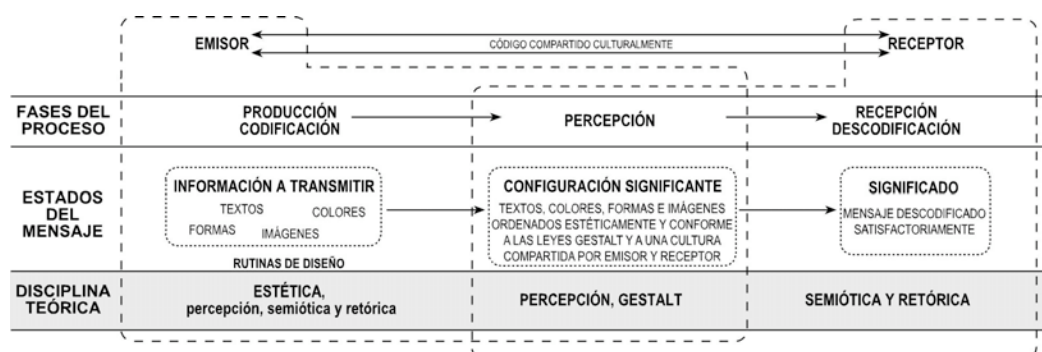 EMISOR
CÓDIGO COMPARTIDO CULTURALMENTE
RECEPTOR
FASES DEL
PROCESO
PRODUCCIÓN
CODIFICACIÓN
PERCEPCIÓN
RECEPCIÓN
DESCODIFICACIÓN
ESTADOS
DEL
MENSAJE
INFORMACIÓN A TRANSMITIR
TEXTOS
COLORES
FORMAS
IMÁGENES
RUTINAS DE DISEÑO
CONFIGURACIÓN SIGNIFICANTE
TEXTOS, COLORES, FORMAS E IMÁGENES
ORDENADOS ESTÉTICAMENTE Y CONFORME
A LAS LEYES GESTALT Y A UNA CULTURA
COMPARTIDA POR EMISOR Y RECEPTOR
SIGNIFICADO
MENSAJE DESCODIFICADO
SATISFACTORIAMENTE
DISCIPLINA
TEÓRICA
ESTÉTICA,
percepción, semiótica y retórica
PERCEPCIÓN, GESTALT
SEMIÓTICA Y RETÓRICA